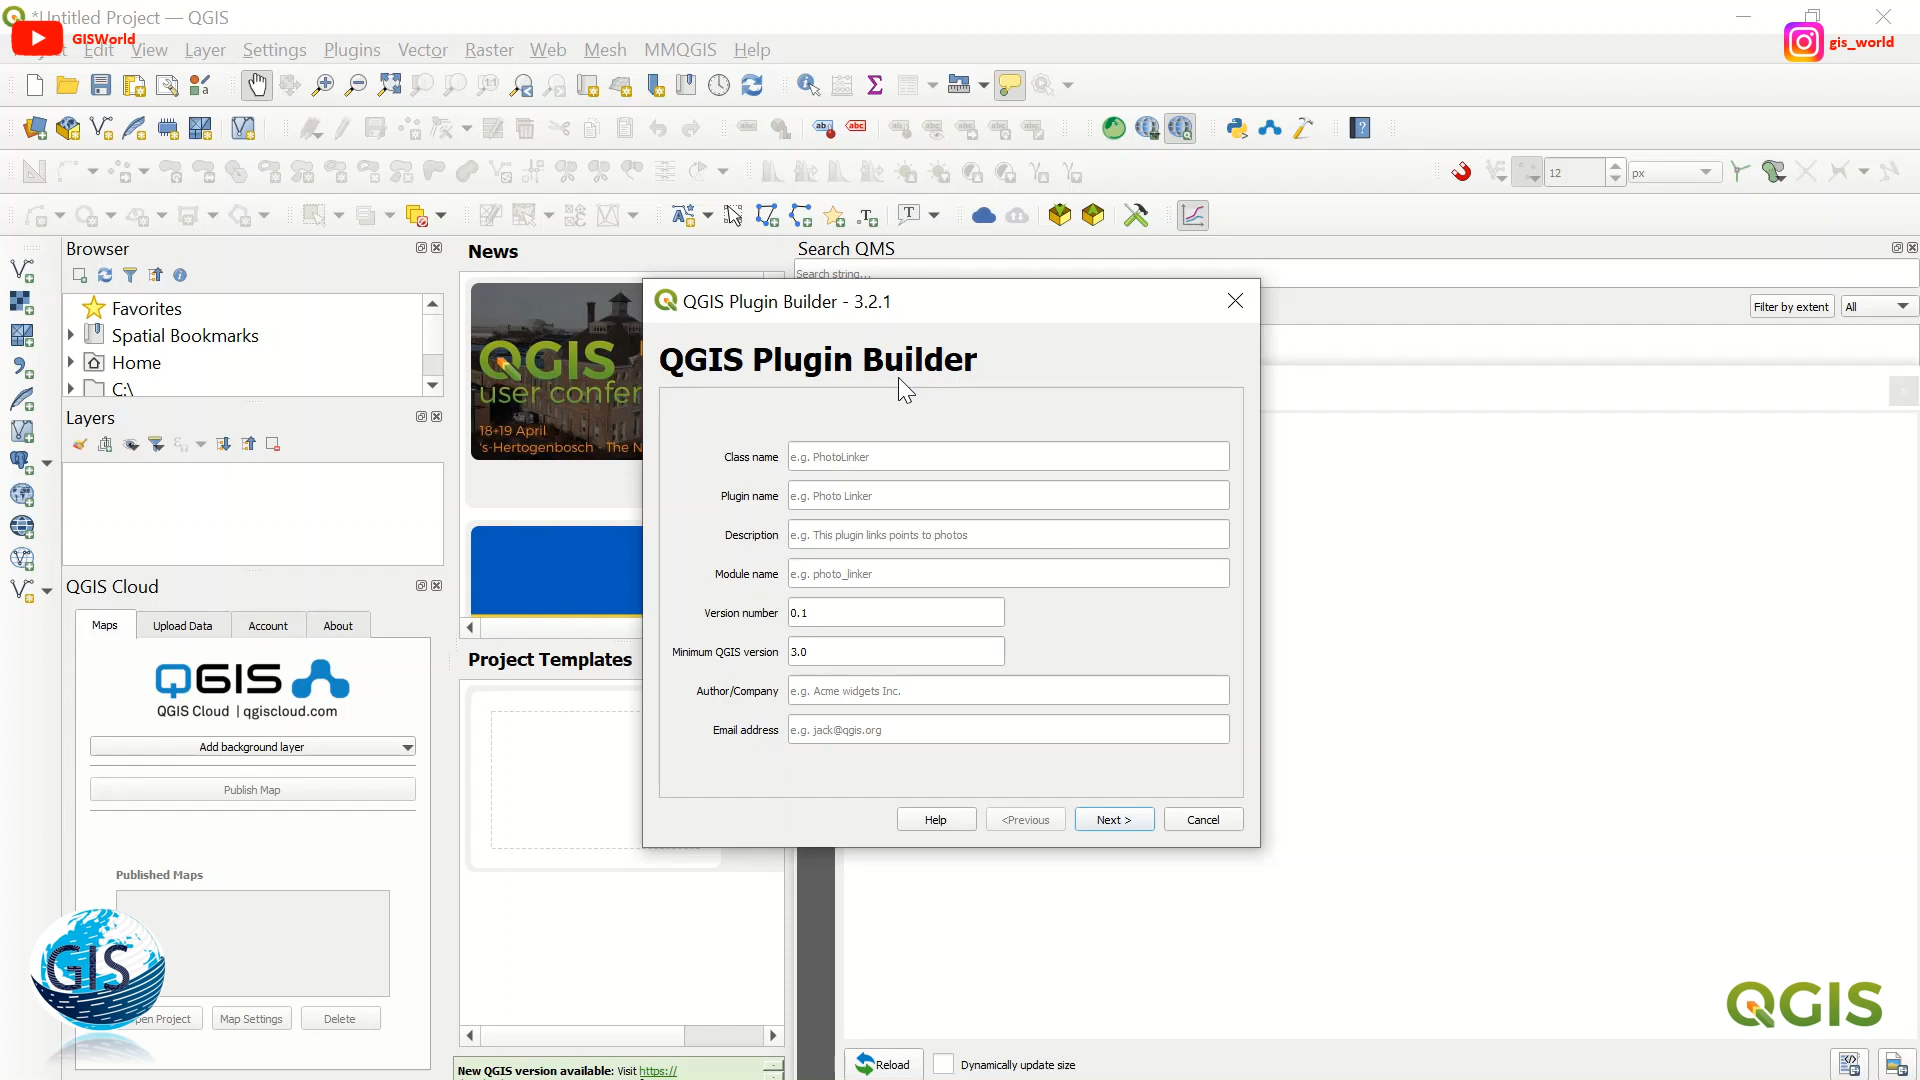 *Untitled Project — QGIS
GISWorld
Edit View Layer Settings Plugins Vector Raster Web Mesh MMQGIS Help
gis_world
12
px
Browser
Favorites
Spatial Bookmarks
Home
C:\
Layers
QGIS Cloud
Maps
Upload Data
Account
About
QGIS
QGIS Cloud | qgiscloud.com
Add background layer
Publish Map
Published Maps
GIS
pen Project
Map Settings
Delete
News
QGIS
user confer
18+19 April
's-Hertogenbosch - The N
Project Templates
New QGIS version available: Visit https://
Search QMS
Search string...
Filter by extent
All
QGIS Plugin Builder - 3.2.1
QGIS Plugin Builder
Class name
e.g. PhotoLinker
Plugin name
e.g. Photo Linker
Description
e.g. This plugin links points to photos
Module name
e.g. photo_linker
Version number
0.1
Minimum QGIS version
3.0
Author/Company
e.g. Acme widgets Inc.
Email address
e.g. jack@qgis.org
Help
<Previous
Next >
Cancel
QGIS
Reload
Dynamically update size